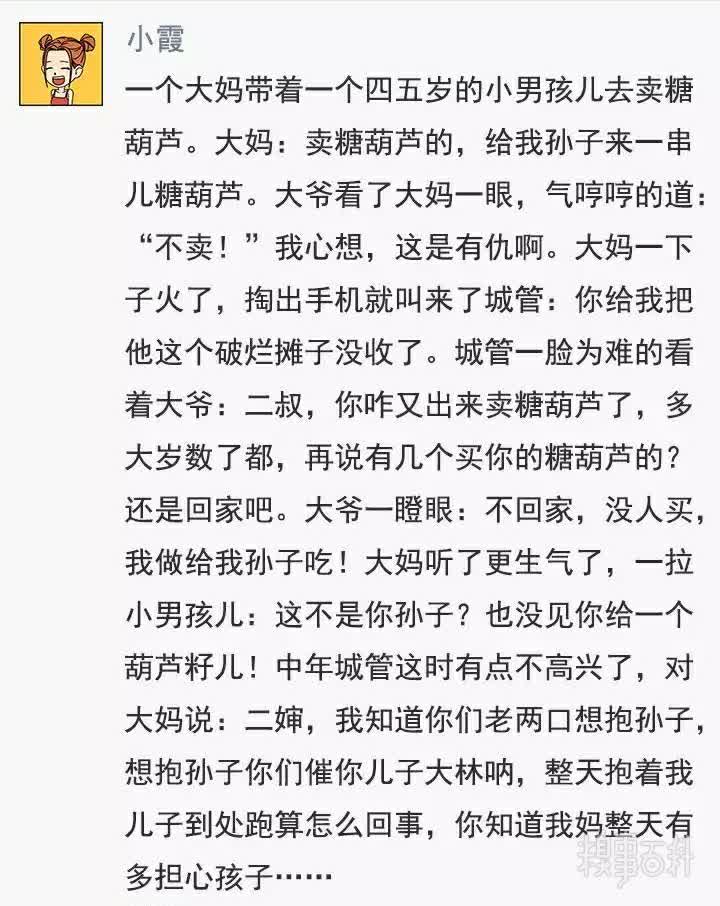 小霞
一个大妈带着一个四五岁的小男孩儿去卖糖
葫芦。大妈：卖糖葫芦的，给我孙子来一串
儿糖葫芦。大爷看了大妈一眼，气哼哼的道：
“不卖！”我心想，这是有仇啊。大妈一下
子火了，掏出手机就叫来了城管：你给我把
他这个破烂摊子没收了。城管一脸为难的看
着大爷：二叔，你咋又出来卖糖葫芦了，多
大岁数了都，再说有几个买你的糖葫芦的？
还是回家吧。大爷一瞪眼：不回家，没人买，
我做给我孙子吃！大妈听了更生气了，一拉
小男孩儿：这不是你孙子？也没见你给一个
葫芦籽儿！中年城管这时有点不高兴了，对
大妈说：二婶，我知道你们老两口想抱孙子，
想抱孙子你们催你儿子大林呐，整天抱着我
儿子到处跑算怎么回事，你知道我妈整天有
多担心孩子⋯⋯
糗事百科